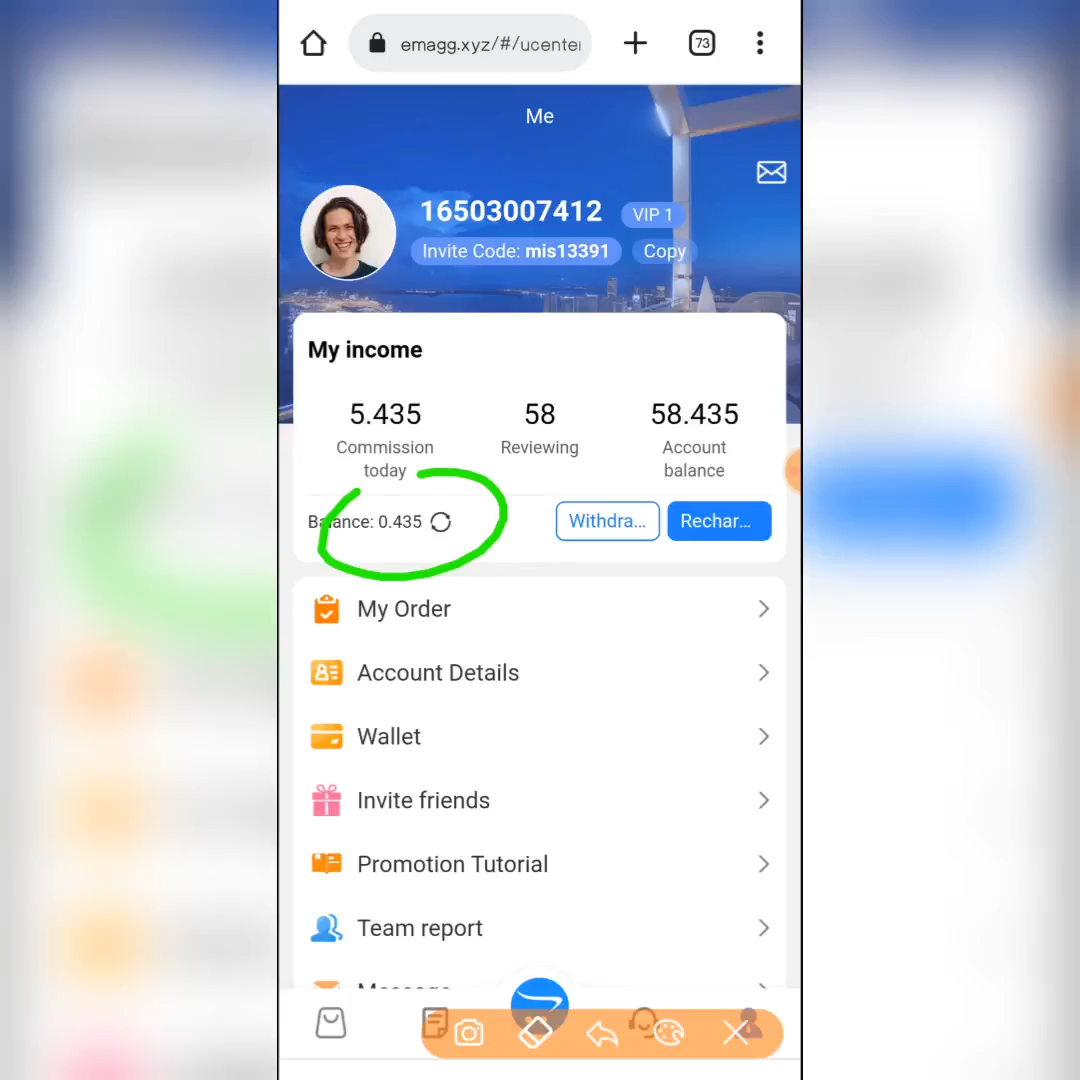 emagg.xyz/#/ucente
73
Me
16503007412 VIP 1
Invite Code: mis13391 Copy
My income
5.435 58 58.435
Commission today Reviewing Account balance
Balance: 0.435 Withdra... Rechar...
My Order
Account Details
Wallet
Invite friends
Promotion Tutorial
Team report